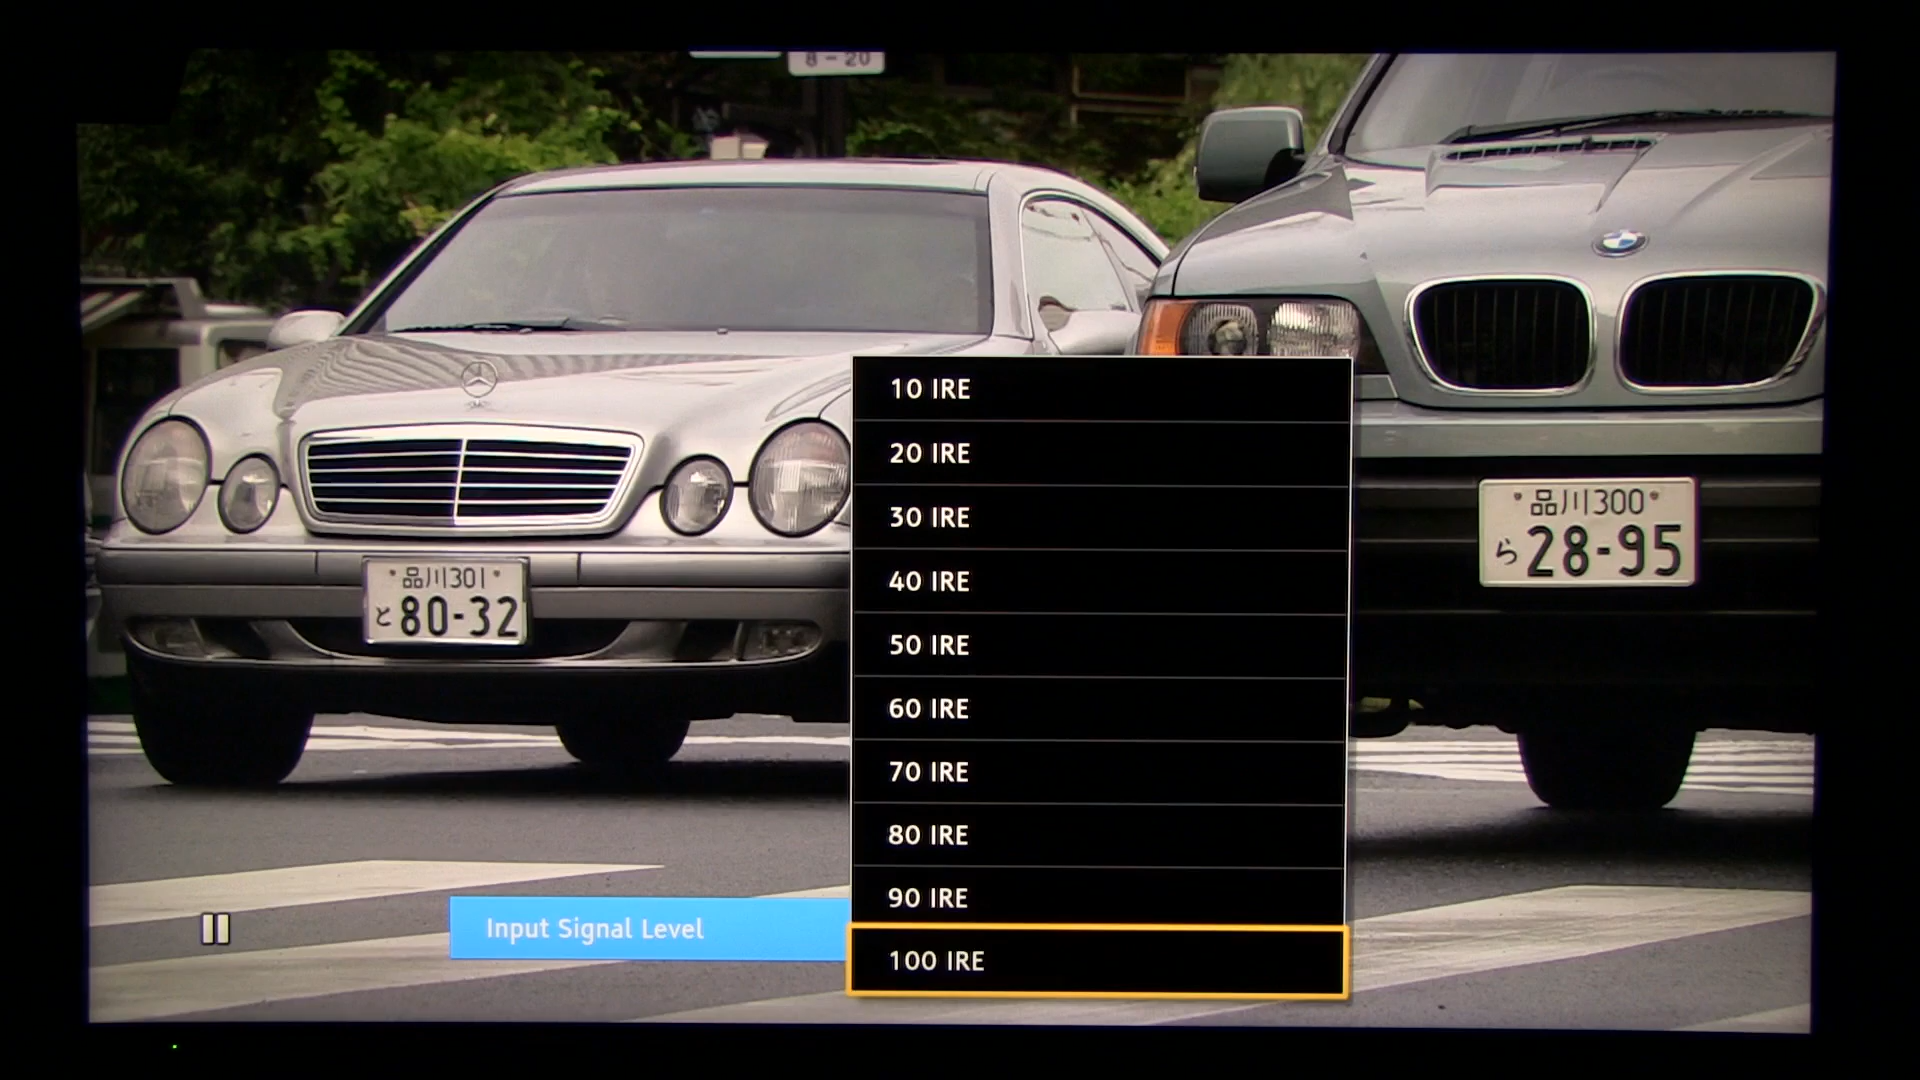 8-20
10 IRE
20 IRE
30 IRE
40 IRE
50 IRE
60 IRE
70 IRE
80 IRE
90 IRE
100 IRE
Input Signal Level
品川301
と 80-32
品川300
ら 28-95